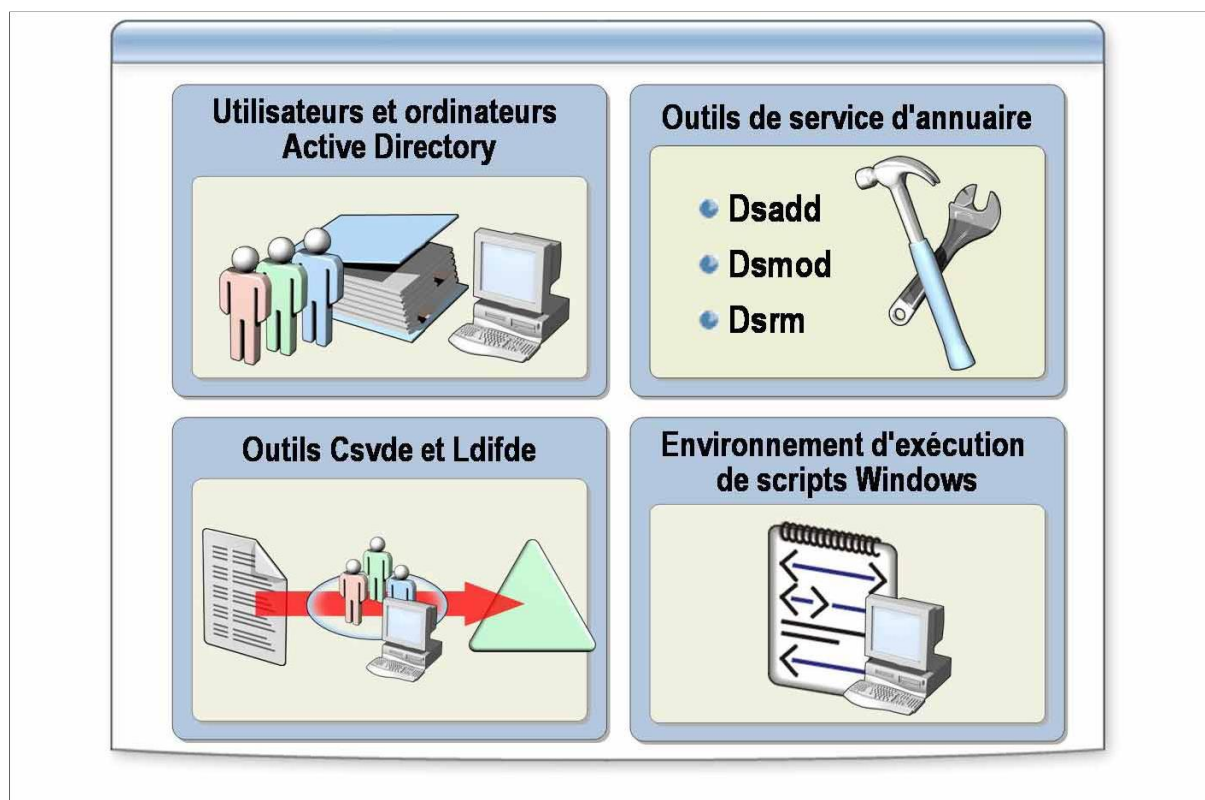 Utilisateurs et ordinateurs
Active Directory
Outils de service d'annuaire
Dsadd
Dsmod
Dsrm
Outils Csvde et Ldifde
Environnement d'exécution
de scripts Windows